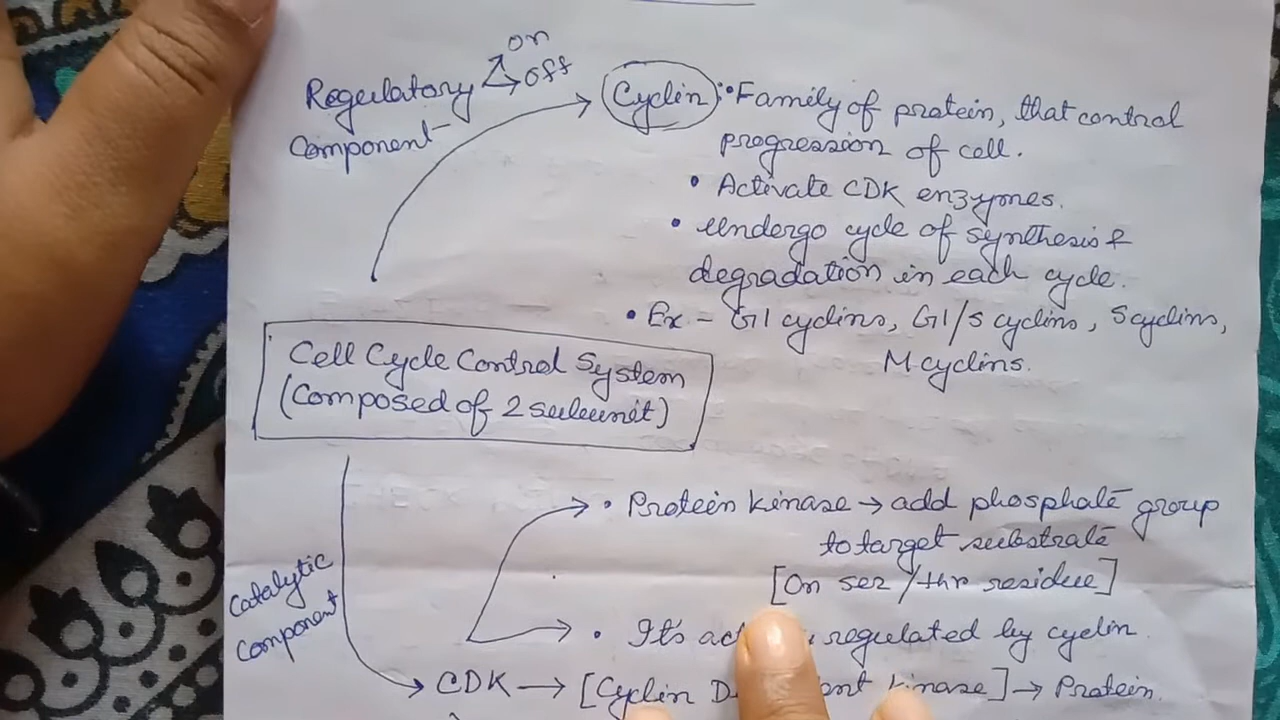 on
Regulatory off
Component
Cyclin : • Family of protein, that control
progression of cell.
• Activate CDK enzymes.
• Undergo cycle of synthesis &
degradation in each cycle.
• Ex - G1 cyclins, G1/S cyclins, S cyclins,
M cyclins.
Cell Cycle Control System
(Composed of 2 subunit)
• Protein kinase → add phosphate group
to target substrate
[On ser/thr residue]
Catalytic
Component
• It's regulated by cyclin.
CDK → [Cyclin kinase] → Protein.